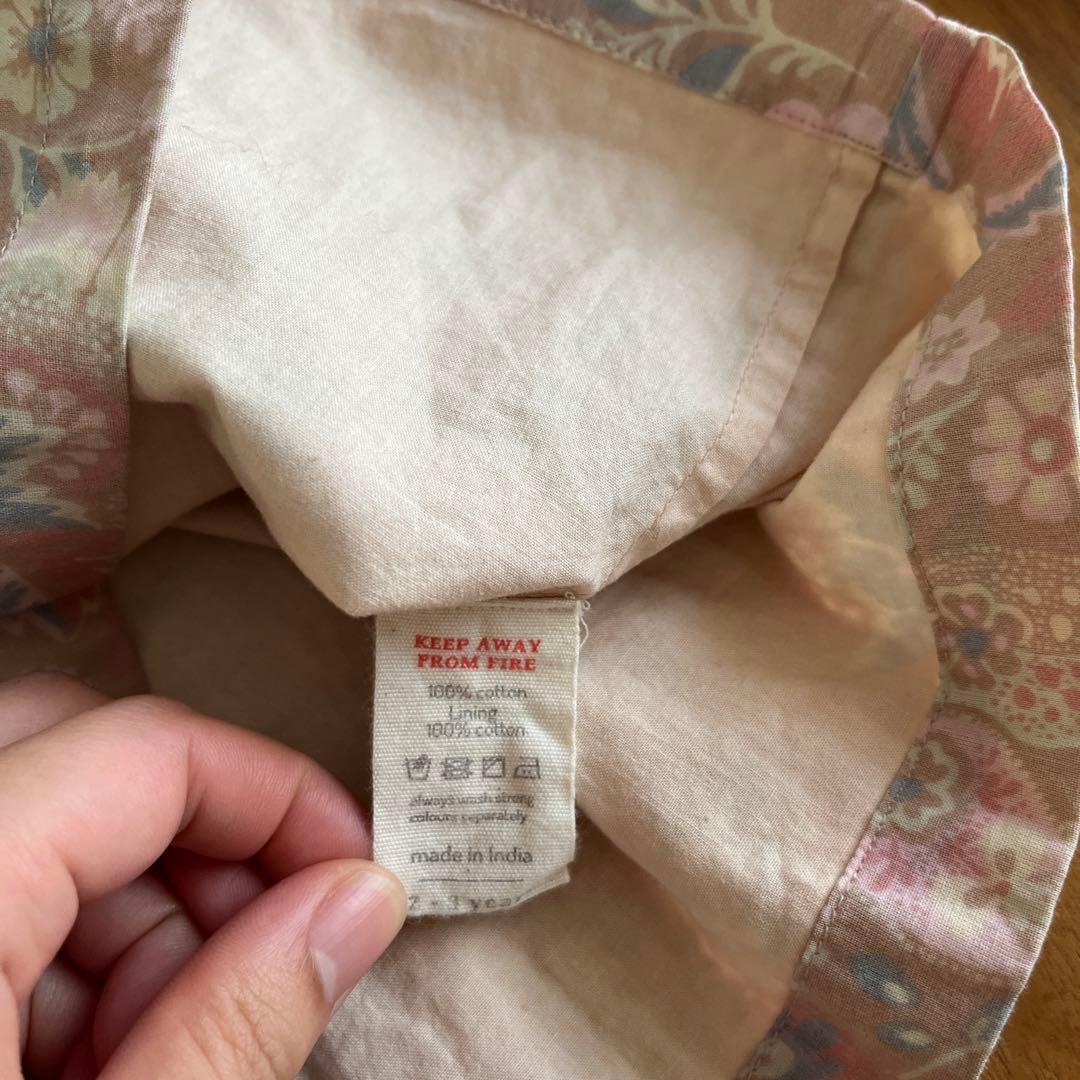 KEEP AWAY
FROM FIRE
100% cotton
Lining
100% cotton
always wash strong
colours separately
made in India